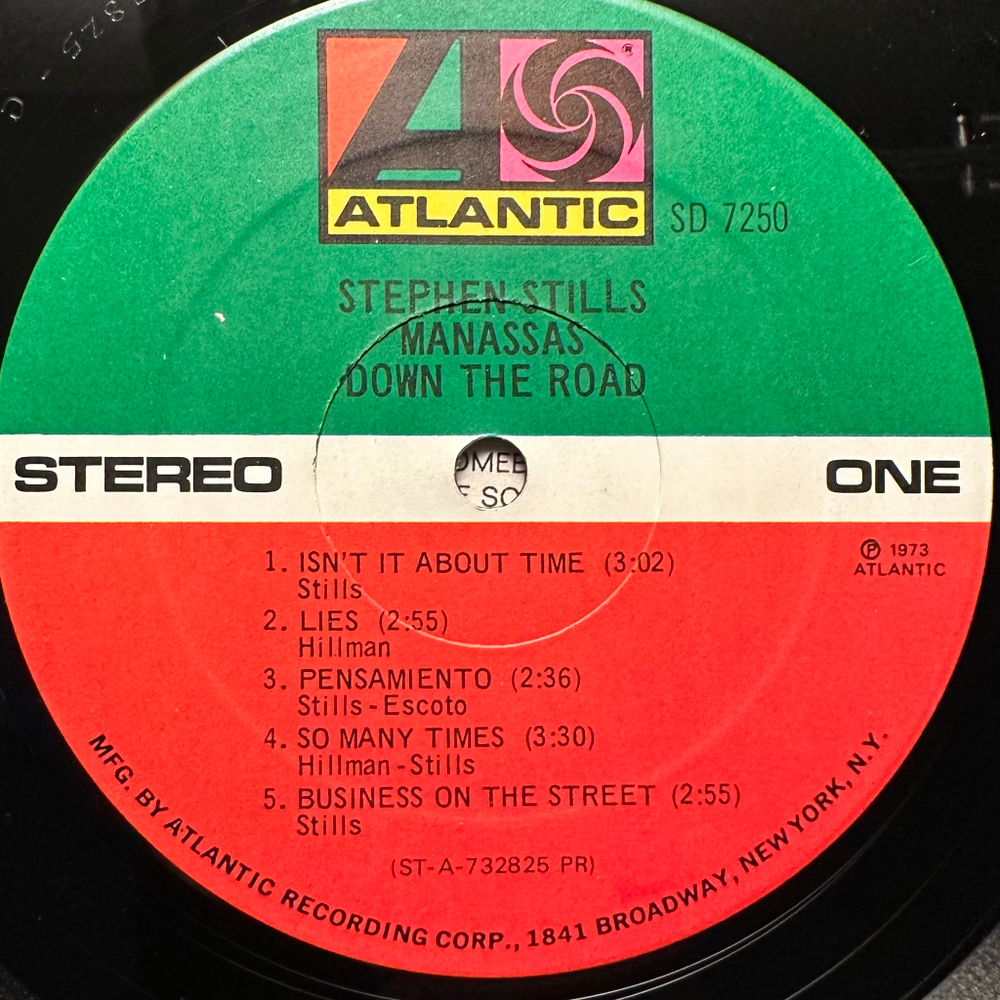 ATLANTIC
®
SD 7250
STEPHEN STILLS
MANASSAS
DOWN THE ROAD
STEREO
ONE
1. ISN'T IT ABOUT TIME (3:02)
Stills
2. LIES (2:55)
Hillman
3. PENSAMIENTO (2:36)
Stills - Escoto
4. SO MANY TIMES (3:30)
Hillman - Stills
5. BUSINESS ON THE STREET (2:55)
Stills
℗ 1973
ATLANTIC
(ST-A-732825 PR)
MFG. BY ATLANTIC RECORDING CORP., 1841 BROADWAY, NEW YORK, N.Y.